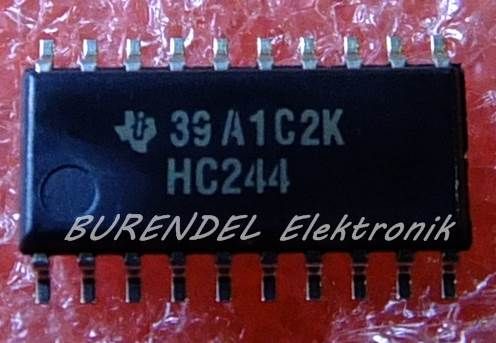 39A1C2K
HC244
BURENDEL Elektronik